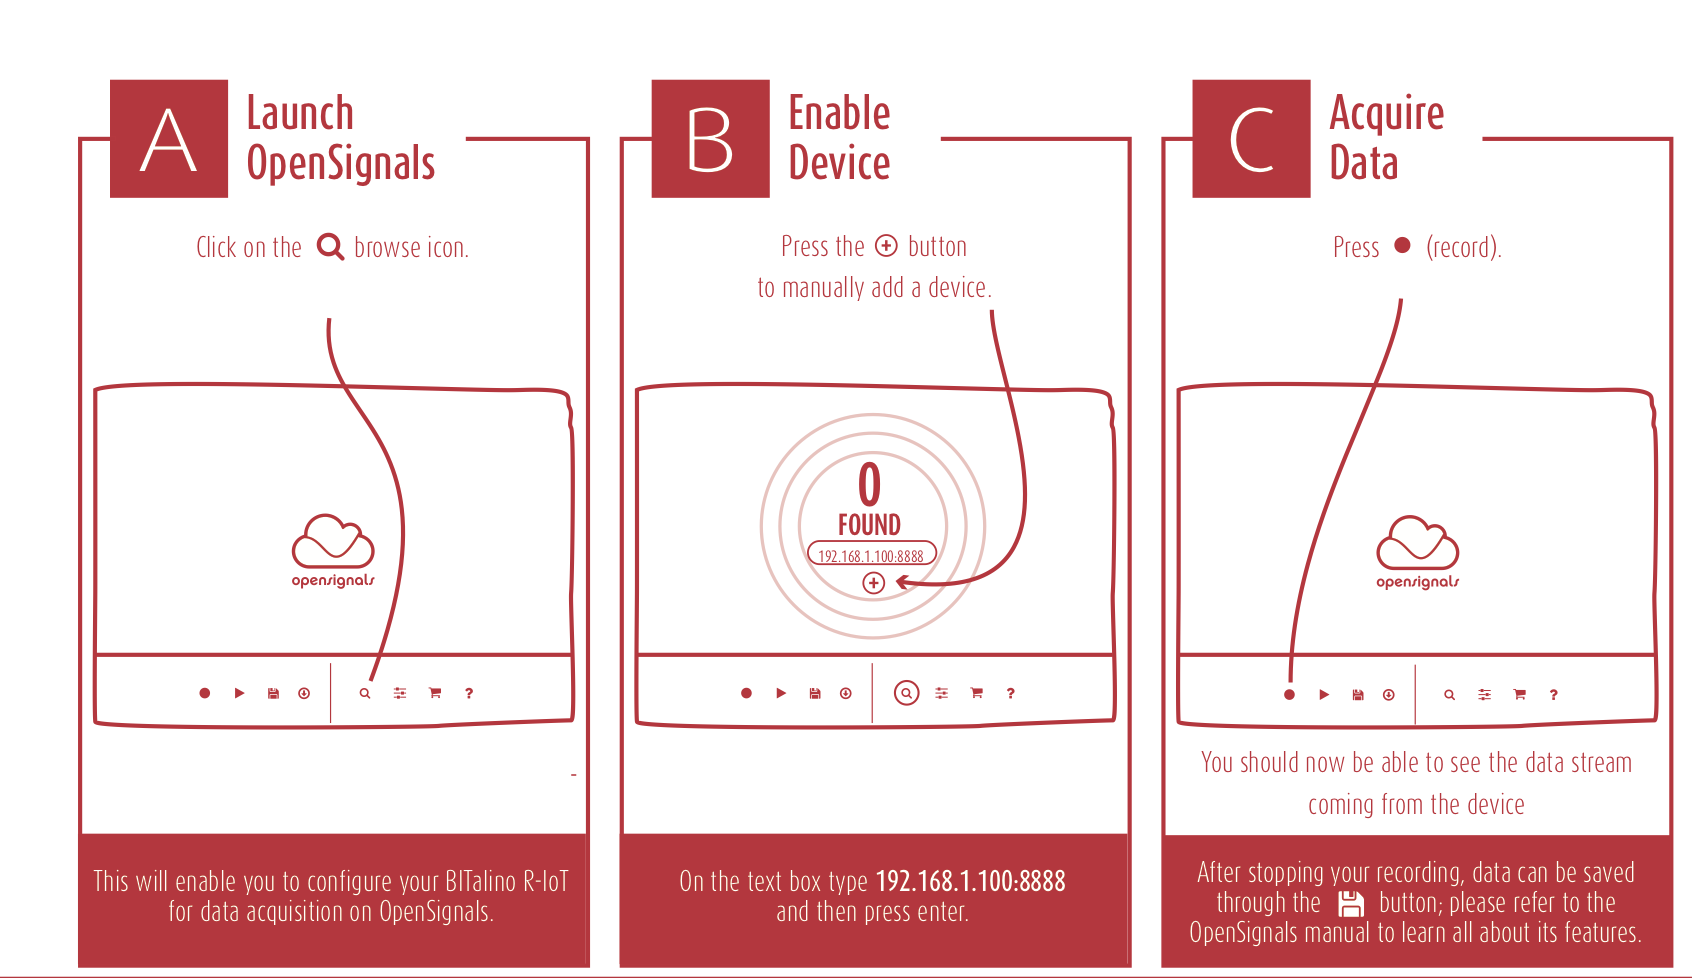 A
Launch
OpenSignals
Click on the browse icon.
opensignals
?
-
This will enable you to configure your BITalino R-IoT
for data acquisition on OpenSignals.
B
Enable
Device
Press the button
to manually add a device.
0
FOUND
192.168.1.100:8888
?
On the text box type 192.168.1.100:8888
and then press enter.
C
Acquire
Data
Press (record).
opensignals
?
You should now be able to see the data stream
coming from the device
After stopping your recording, data can be saved
through the button; please refer to the
OpenSignals manual to learn all about its features.